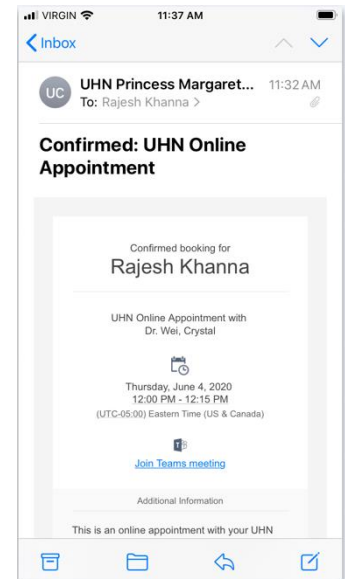 VIRGIN 11:37 AM
Inbox
UC
UHN Princess Margaret... 11:32 AM
To: Rajesh Khanna >
Confirmed: UHN Online
Appointment
Confirmed booking for
Rajesh Khanna
UHN Online Appointment with
Dr. Wei, Crystal
Thursday, June 4, 2020
12:00 PM - 12:15 PM
(UTC-05:00) Eastern Time (US & Canada)
Join Teams meeting
Additional Information
This is an online appointment with your UHN